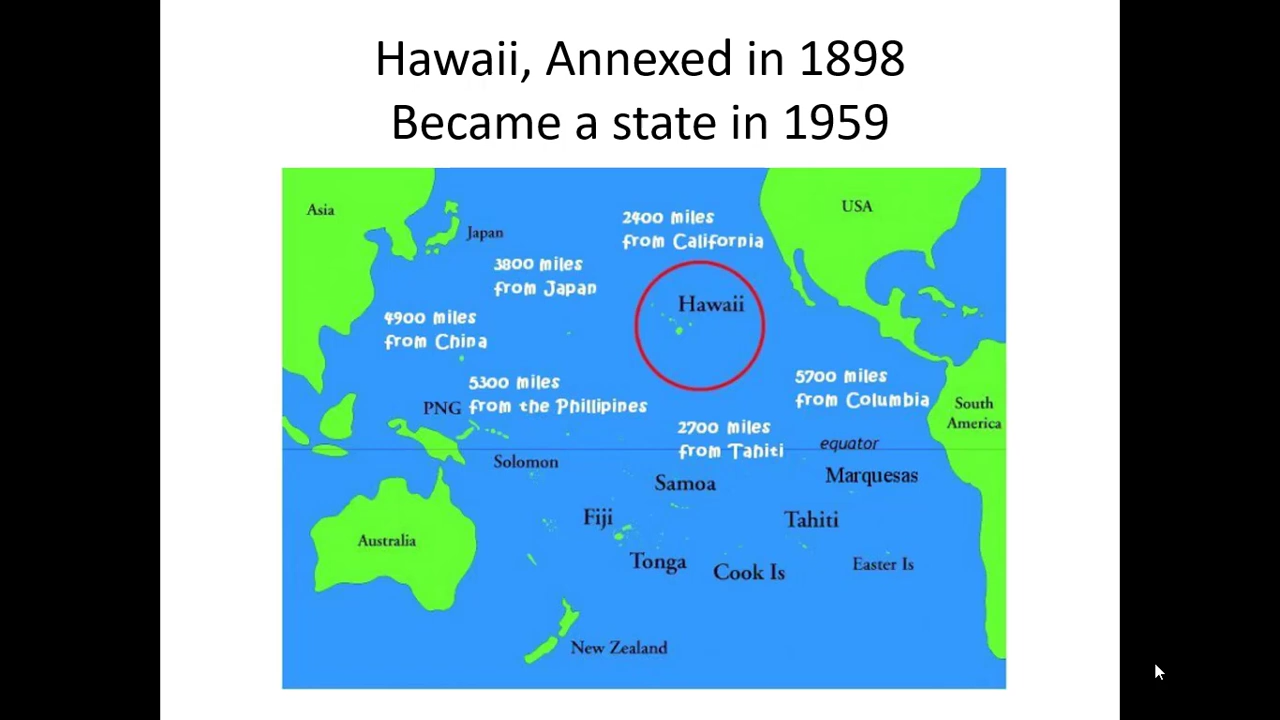 Hawaii, Annexed in 1898
Became a state in 1959
Asia
USA
2400 miles
from California
Japan
3800 miles
from Japan
Hawaii
4900 miles
from China
5300 miles
from the Phillipines
PNG
5700 miles
from Columbia
South
America
2700 miles
from Tahiti
equator
Solomon
Marquesas
Samoa
Fiji
Tahiti
Australia
Tonga
Cook Is
Easter Is
New Zealand